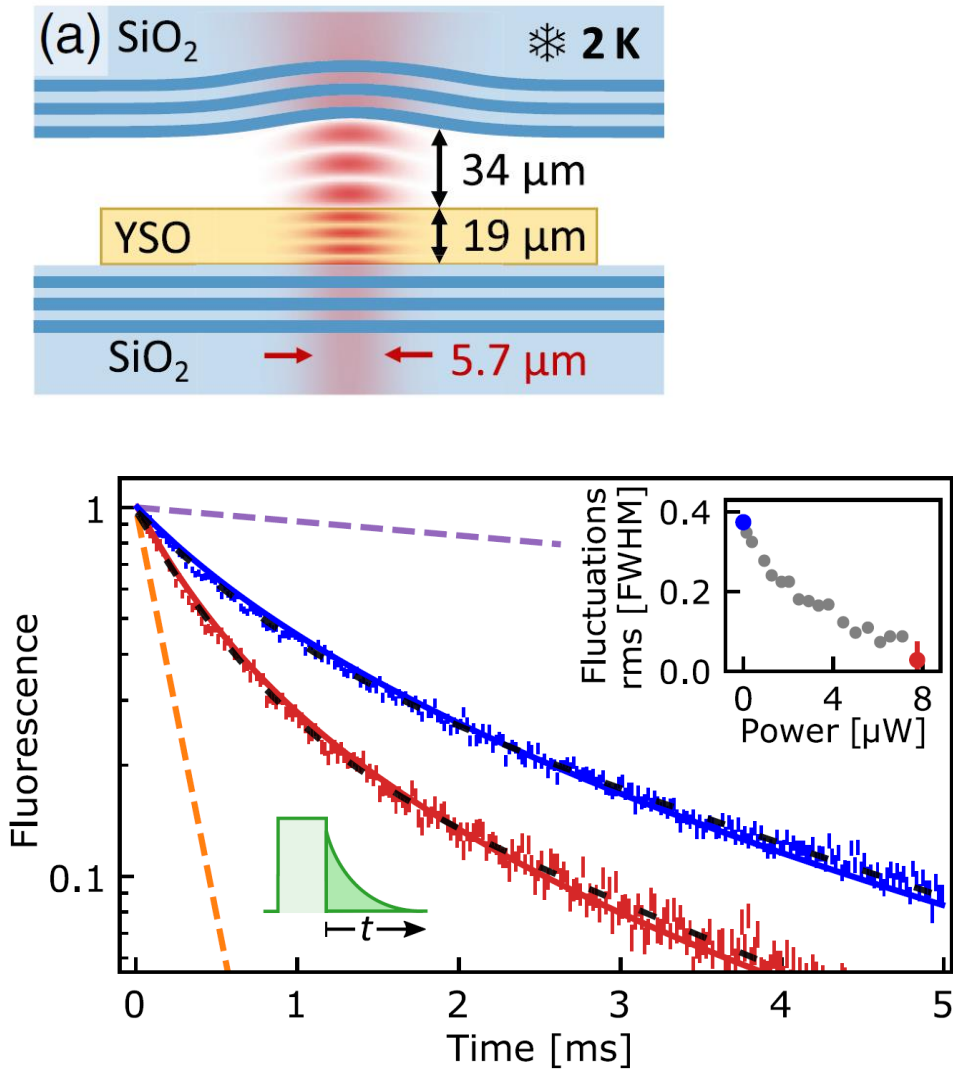 (a) SiO₂ ❄ 2 K
34 μm
YSO 19 μm
SiO₂ 5.7 μm
Fluorescence
1
0.1
t
0 1 2 3 4 5
Time [ms]
Fluctuations
rms [FWHM]
0.4
0.2
0.0
0 4 8
Power [μW]